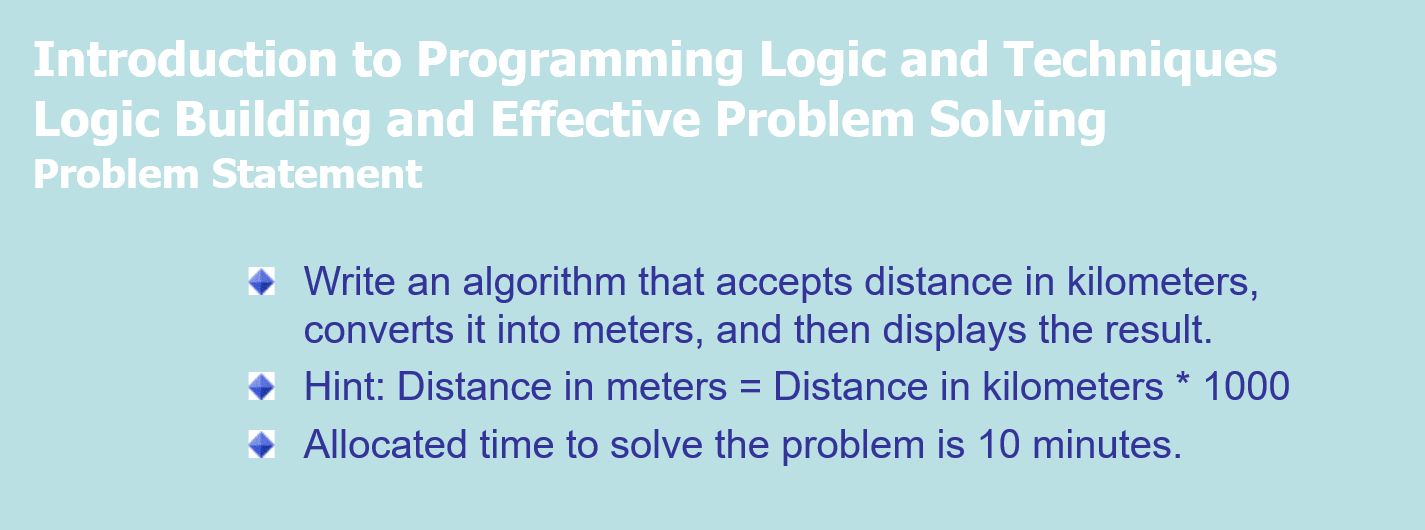 Introduction to Programming Logic and Techniques
Logic Building and Effective Problem Solving
Problem Statement
Write an algorithm that accepts distance in kilometers,
converts it into meters, and then displays the result.
Hint: Distance in meters = Distance in kilometers * 1000
Allocated time to solve the problem is 10 minutes.